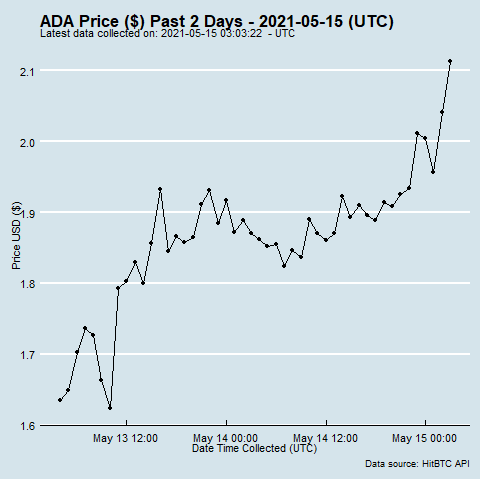 ADA Price ($) Past 2 Days - 2021-05-15 (UTC)
Latest data collected on: 2021-05-15 03:03:22 - UTC
2.1
2.0
1.9
Price USD ($)
1.8
1.7
1.6
May 13 12:00 May 14 00:00 May 14 12:00 May 15 00:00
Date Time Collected (UTC)
Data source: HitBTC API